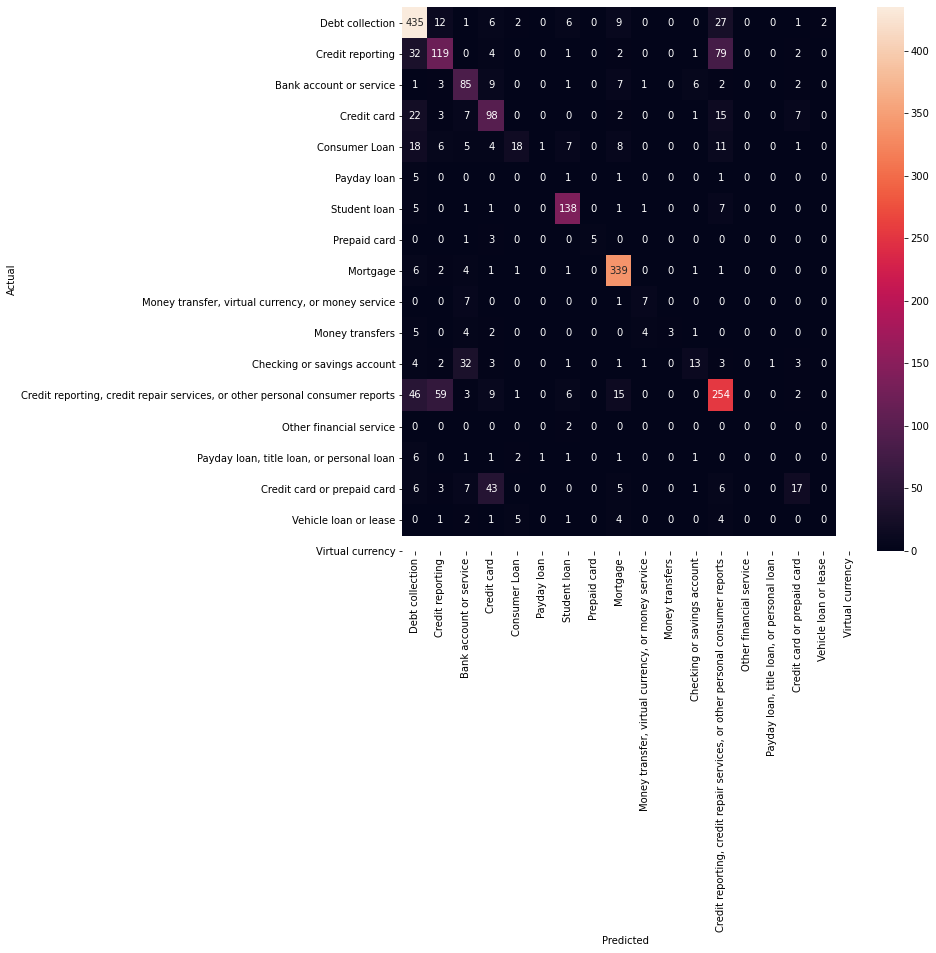 Debt collection 435 12 1 6 2 0 6 0 9 0 0 0 27 0 0 1 2
Credit reporting 32 119 0 4 0 0 1 0 2 0 0 1 79 0 0 2 0
Bank account or service 1 3 85 9 0 0 1 0 7 1 0 6 2 0 0 2 0
Credit card 22 3 7 98 0 0 0 0 2 0 0 1 15 0 0 7 0
Consumer Loan 18 6 5 4 18 1 7 0 8 0 0 0 11 0 0 1 0
Payday loan 5 0 0 0 0 0 1 0 1 0 0 0 1 0 0 0 0
Student loan 5 0 1 1 0 0 138 0 1 1 0 0 7 0 0 0 0
Prepaid card 0 0 1 3 0 0 0 5 0 0 0 0 0 0 0 0 0
Mortgage 6 2 4 1 1 0 1 0 339 0 0 1 1 0 0 0 0
Money transfer, virtual currency, or money service 0 0 7 0 0 0 0 0 1 7 0 0 0 0 0 0 0
Money transfers 5 0 4 2 0 0 0 0 0 4 3 1 0 0 0 0 0
Checking or savings account 4 2 32 3 0 0 1 0 1 1 0 13 3 0 1 3 0
Credit reporting, credit repair services, or other personal consumer reports 46 59 3 9 1 0 6 0 15 0 0 0 254 0 0 2 0
Other financial service 0 0 0 0 0 0 2 0 0 0 0 0 0 0 0 0 0
Payday loan, title loan, or personal loan 6 0 1 1 2 1 1 0 1 0 0 1 0 0 0 0 0
Credit card or prepaid card 6 3 7 43 0 0 0 0 5 0 0 1 6 0 0 17 0
Vehicle loan or lease 0 1 2 1 5 0 1 0 4 0 0 0 4 0 0 0 0
Virtual currency
Actual
Debt collection
Credit reporting
Bank account or service
Credit card
Consumer Loan
Payday loan
Student loan
Prepaid card
Mortgage
Money transfer, virtual currency, or money service
Money transfers
Checking or savings account
Credit reporting, credit repair services, or other personal consumer reports
Other financial service
Payday loan, title loan, or personal loan
Credit card or prepaid card
Vehicle loan or lease
Virtual currency
Predicted
400
350
300
250
200
150
100
50
0